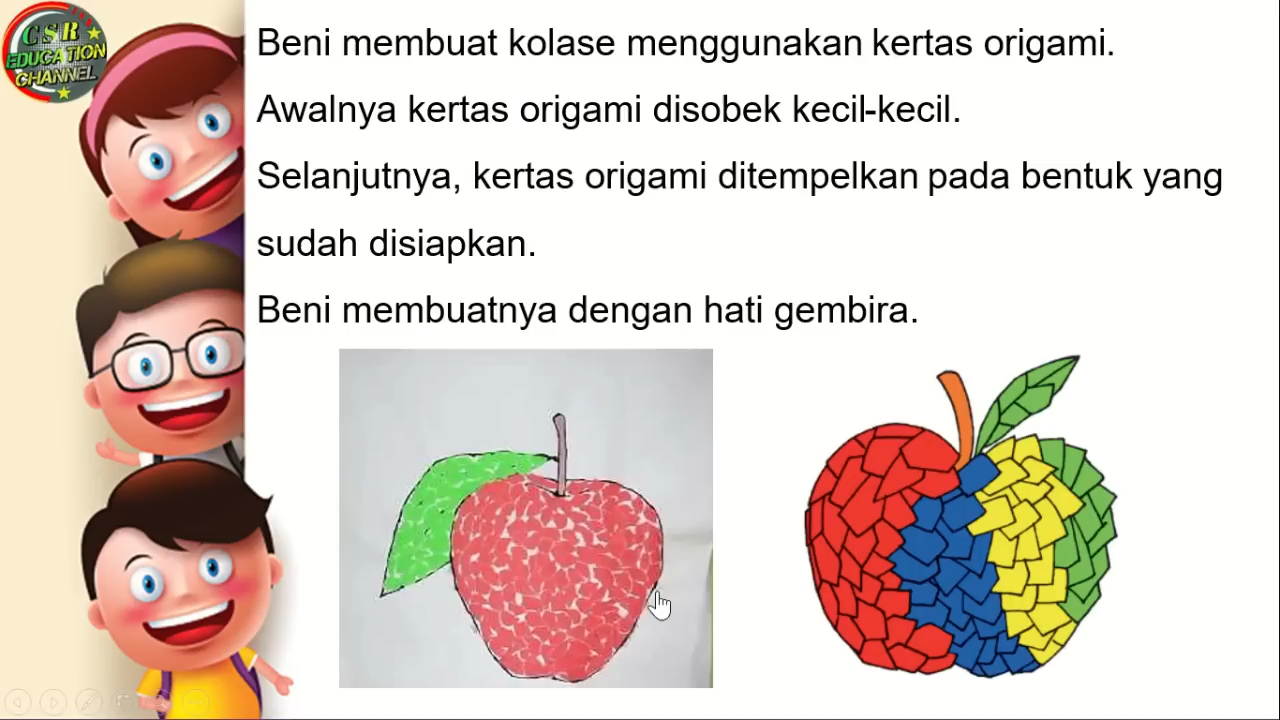 CSR
EDUCATION
CHANNEL
Beni membuat kolase menggunakan kertas origami.
Awalnya kertas origami disobek kecil-kecil.
Selanjutnya, kertas origami ditempelkan pada bentuk yang
sudah disiapkan.
Beni membuatnya dengan hati gembira.